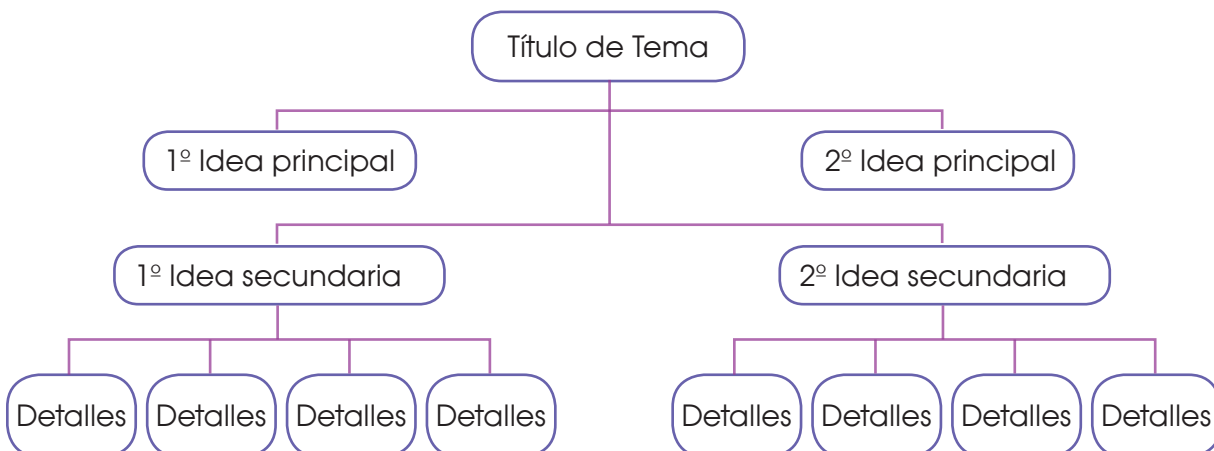 Título de Tema
1º Idea principal
2º Idea principal
1º Idea secundaria
2º Idea secundaria
Detalles
Detalles
Detalles
Detalles
Detalles
Detalles
Detalles
Detalles